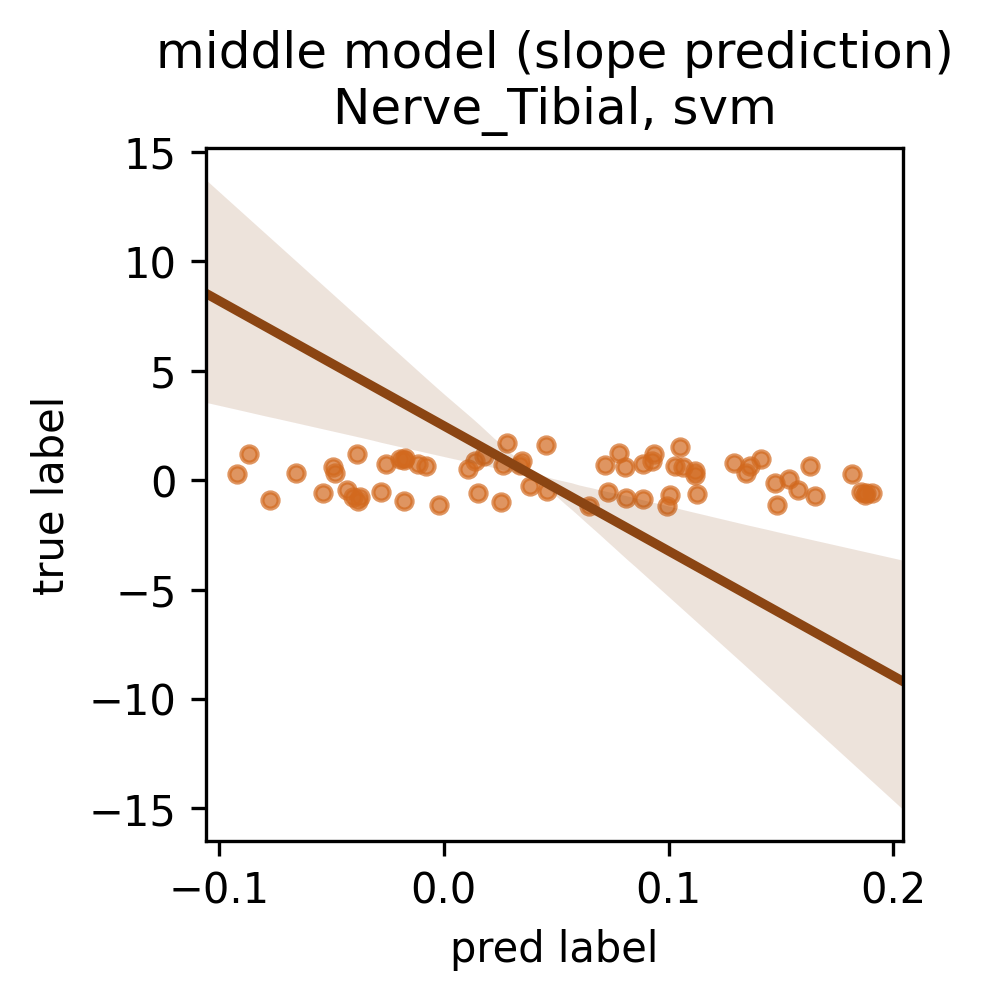 middle model (slope prediction)
Nerve_Tibial, svm
15
10
5
0
−5
−10
−15
true label
−0.1 0.0 0.1 0.2
pred label